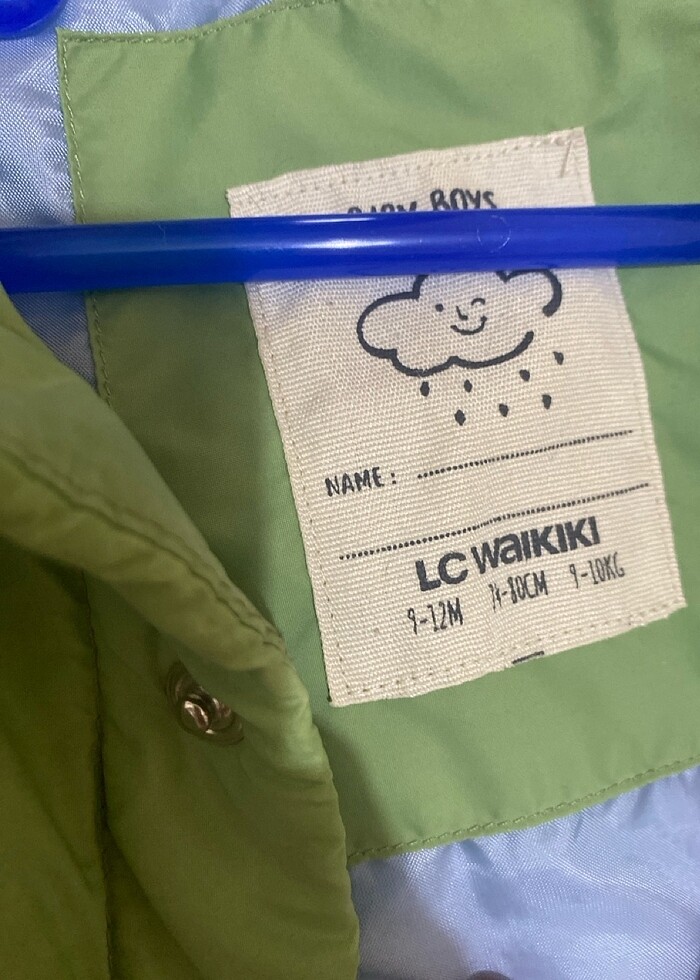 BOYS
NAME:
LC WAIKIKI
9-12M 74-80CM 9-10KG